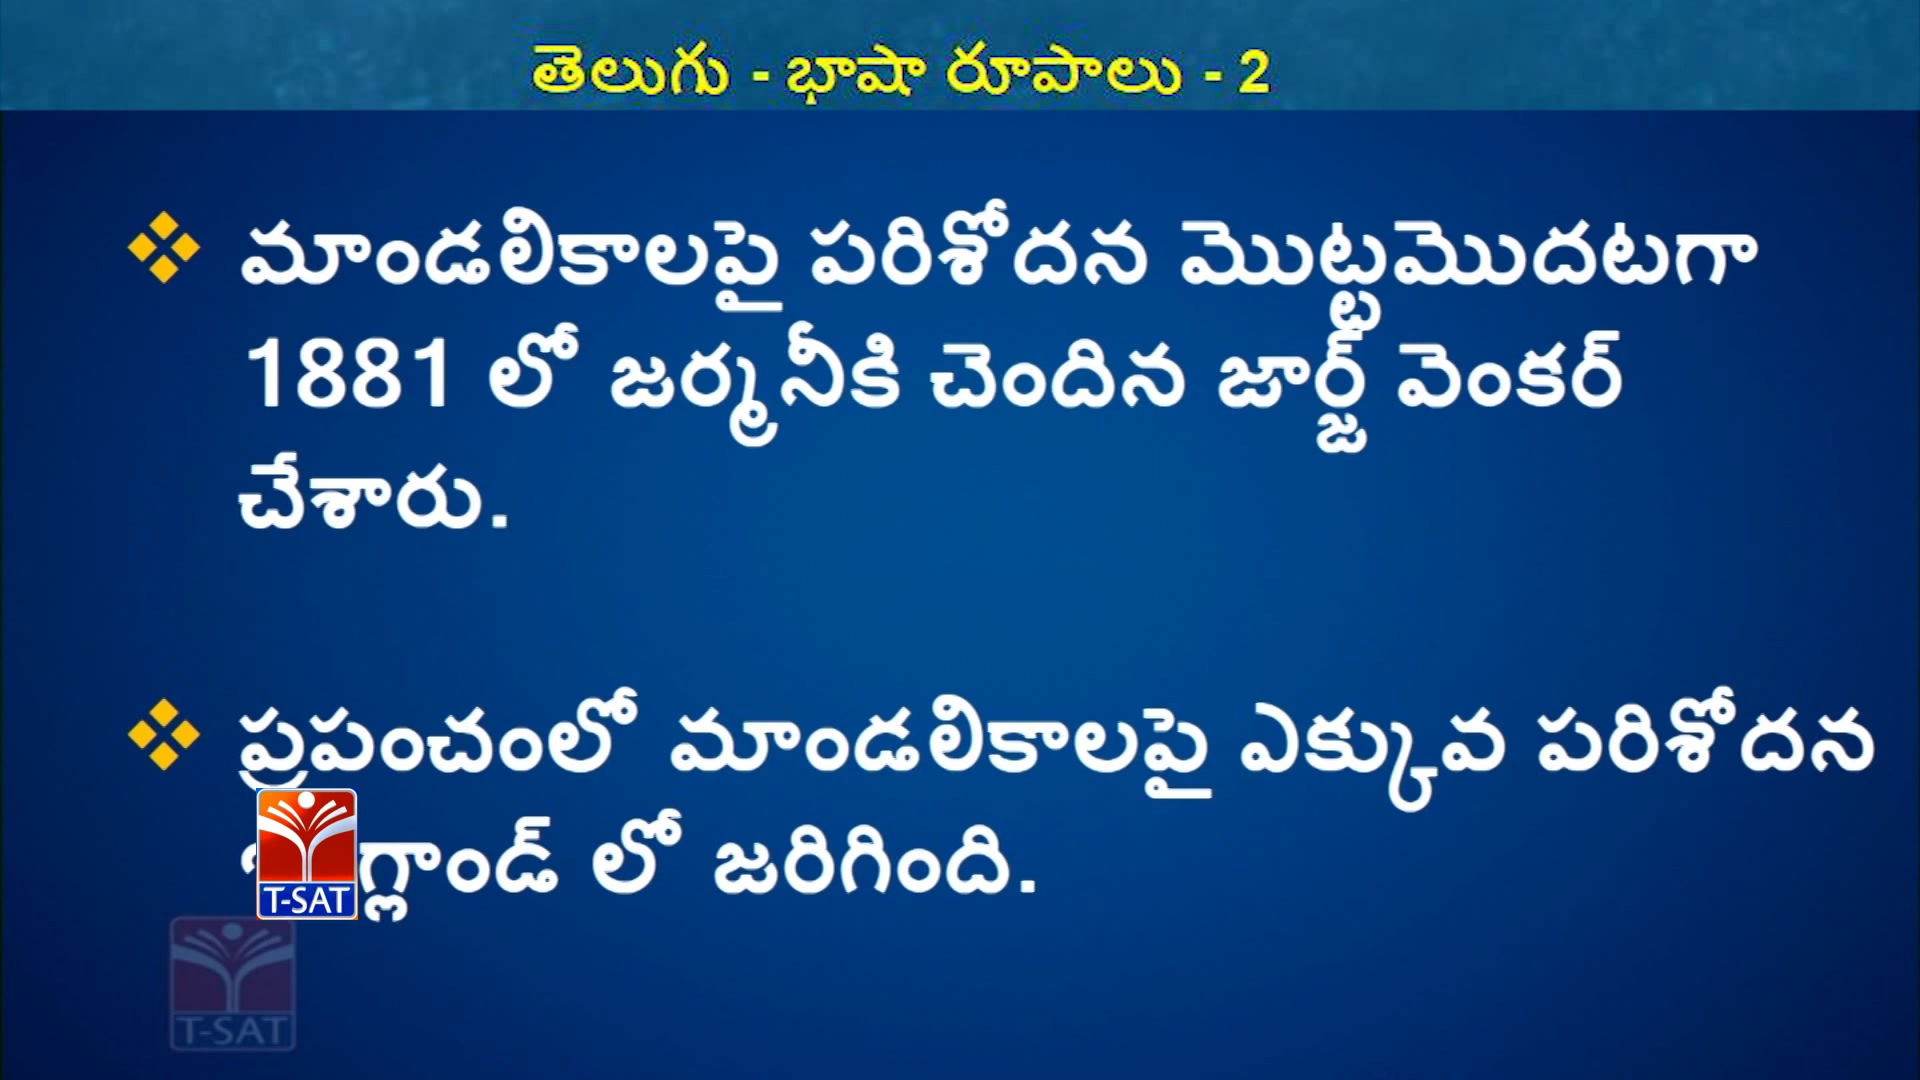 తెలుగు - భాషా రూపాలు - 2
మాండలికాలపై పరిశోదన మొట్టమొదటగా
1881 లో జర్మనీకి చెందిన జార్జ్ వెంకర్
చేశారు.
ప్రపంచంలో మాండలికాలపై ఎక్కువ పరిశోదన
లో జరిగింది.
T-SAT
T-SAT